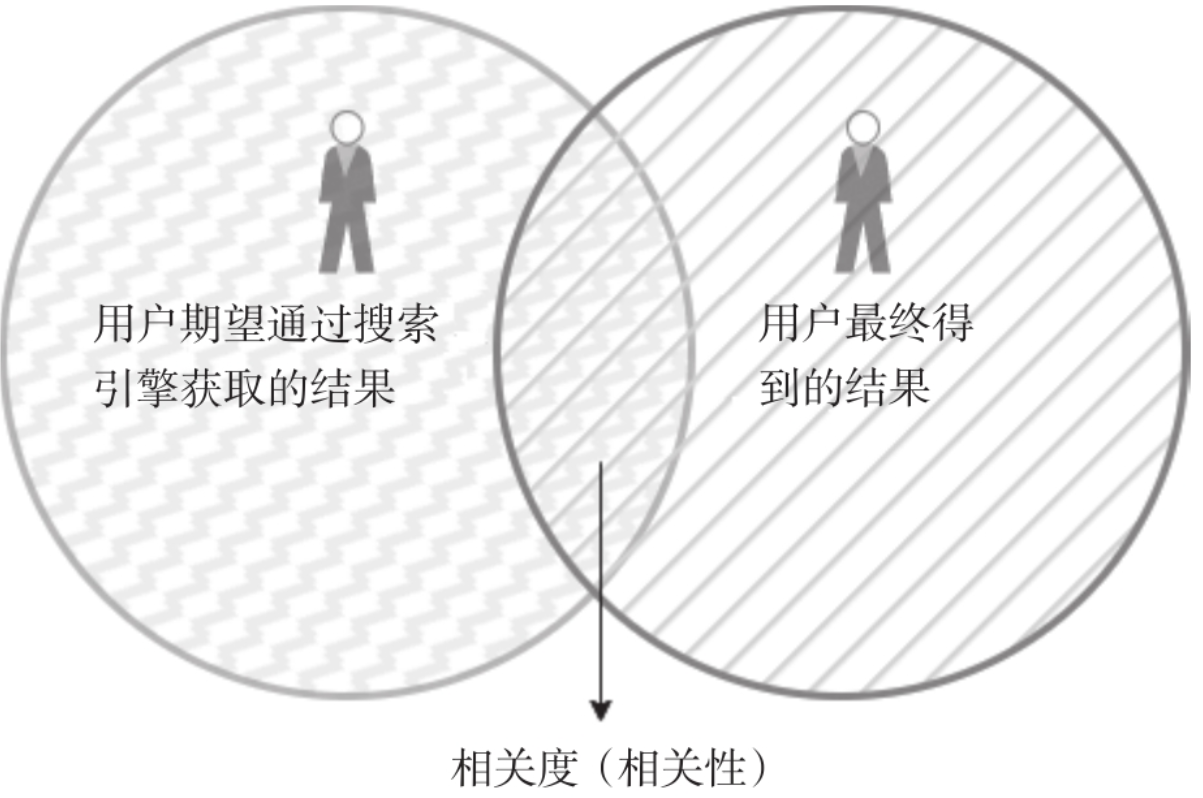 用户期望通过搜索
引擎获取的结果
用户最终得
到的结果
相关度（相关性）